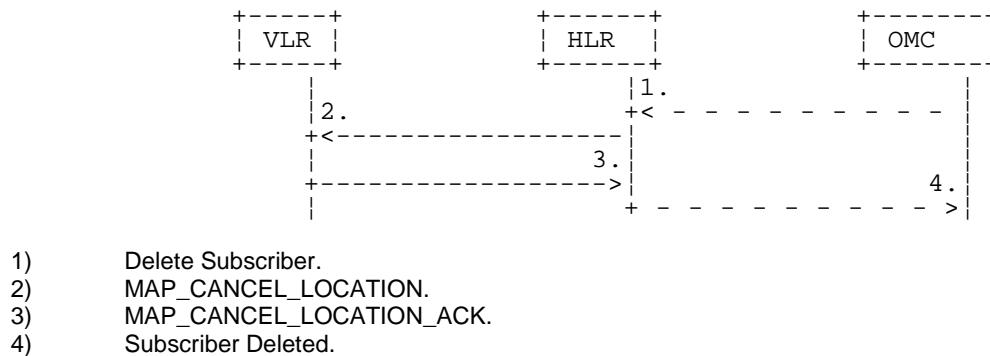 VLR HLR OMC
1.
2.
3.
4.
1) Delete Subscriber.
2) MAP_CANCEL_LOCATION.
3) MAP_CANCEL_LOCATION_ACK.
4) Subscriber Deleted.